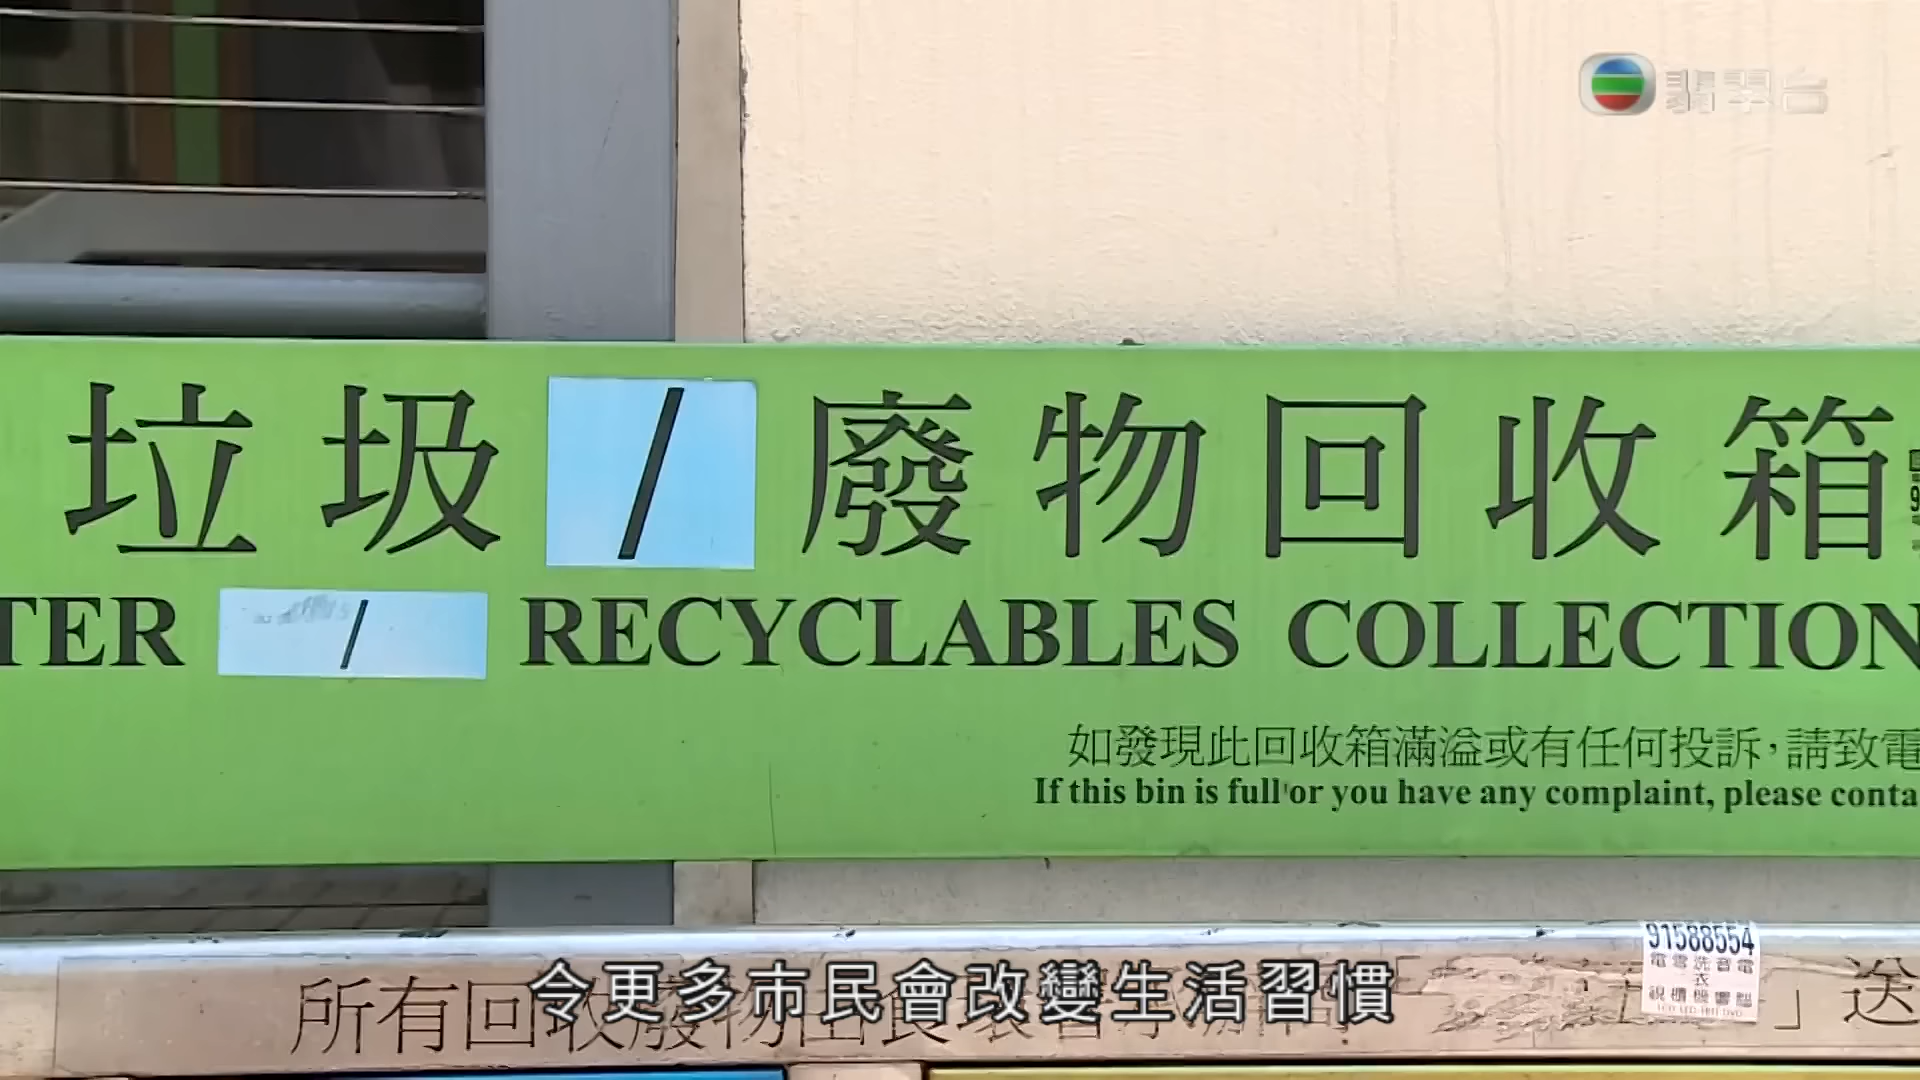 翡翠台
垃圾/廢物回收箱
TER / RECYCLABLES COLLECTION
如發現此回收箱滿溢或有任何投訴，請致電
If this bin is full or you have any complaint, please conta
91588554
所有回收廢物
」送
令更多市民會改變生活習慣